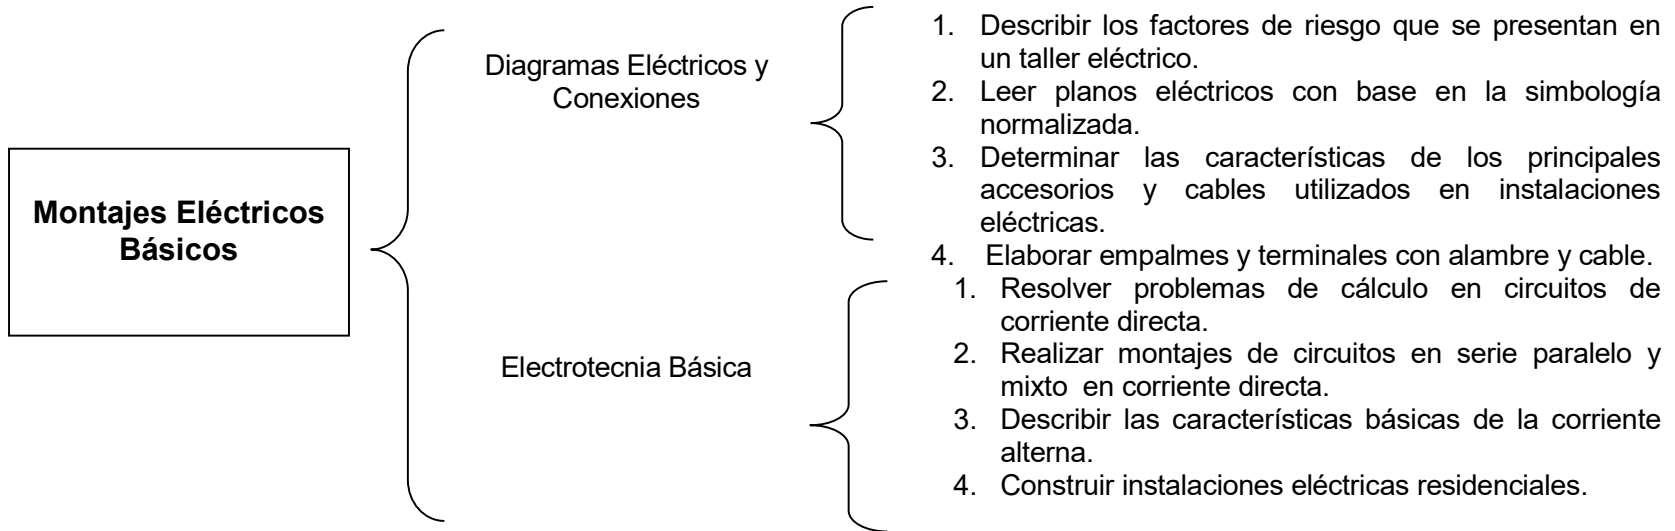 Montajes Eléctricos
Básicos
Diagramas Eléctricos y
Conexiones
1. Describir los factores de riesgo que se presentan en
un taller eléctrico.
2. Leer planos eléctricos con base en la simbología
normalizada.
3. Determinar las características de los principales
accesorios y cables utilizados en instalaciones
eléctricas.
4. Elaborar empalmes y terminales con alambre y cable.
Electrotecnia Básica
1. Resolver problemas de cálculo en circuitos de
corriente directa.
2. Realizar montajes de circuitos en serie paralelo y
mixto en corriente directa.
3. Describir las características básicas de la corriente
alterna.
4. Construir instalaciones eléctricas residenciales.